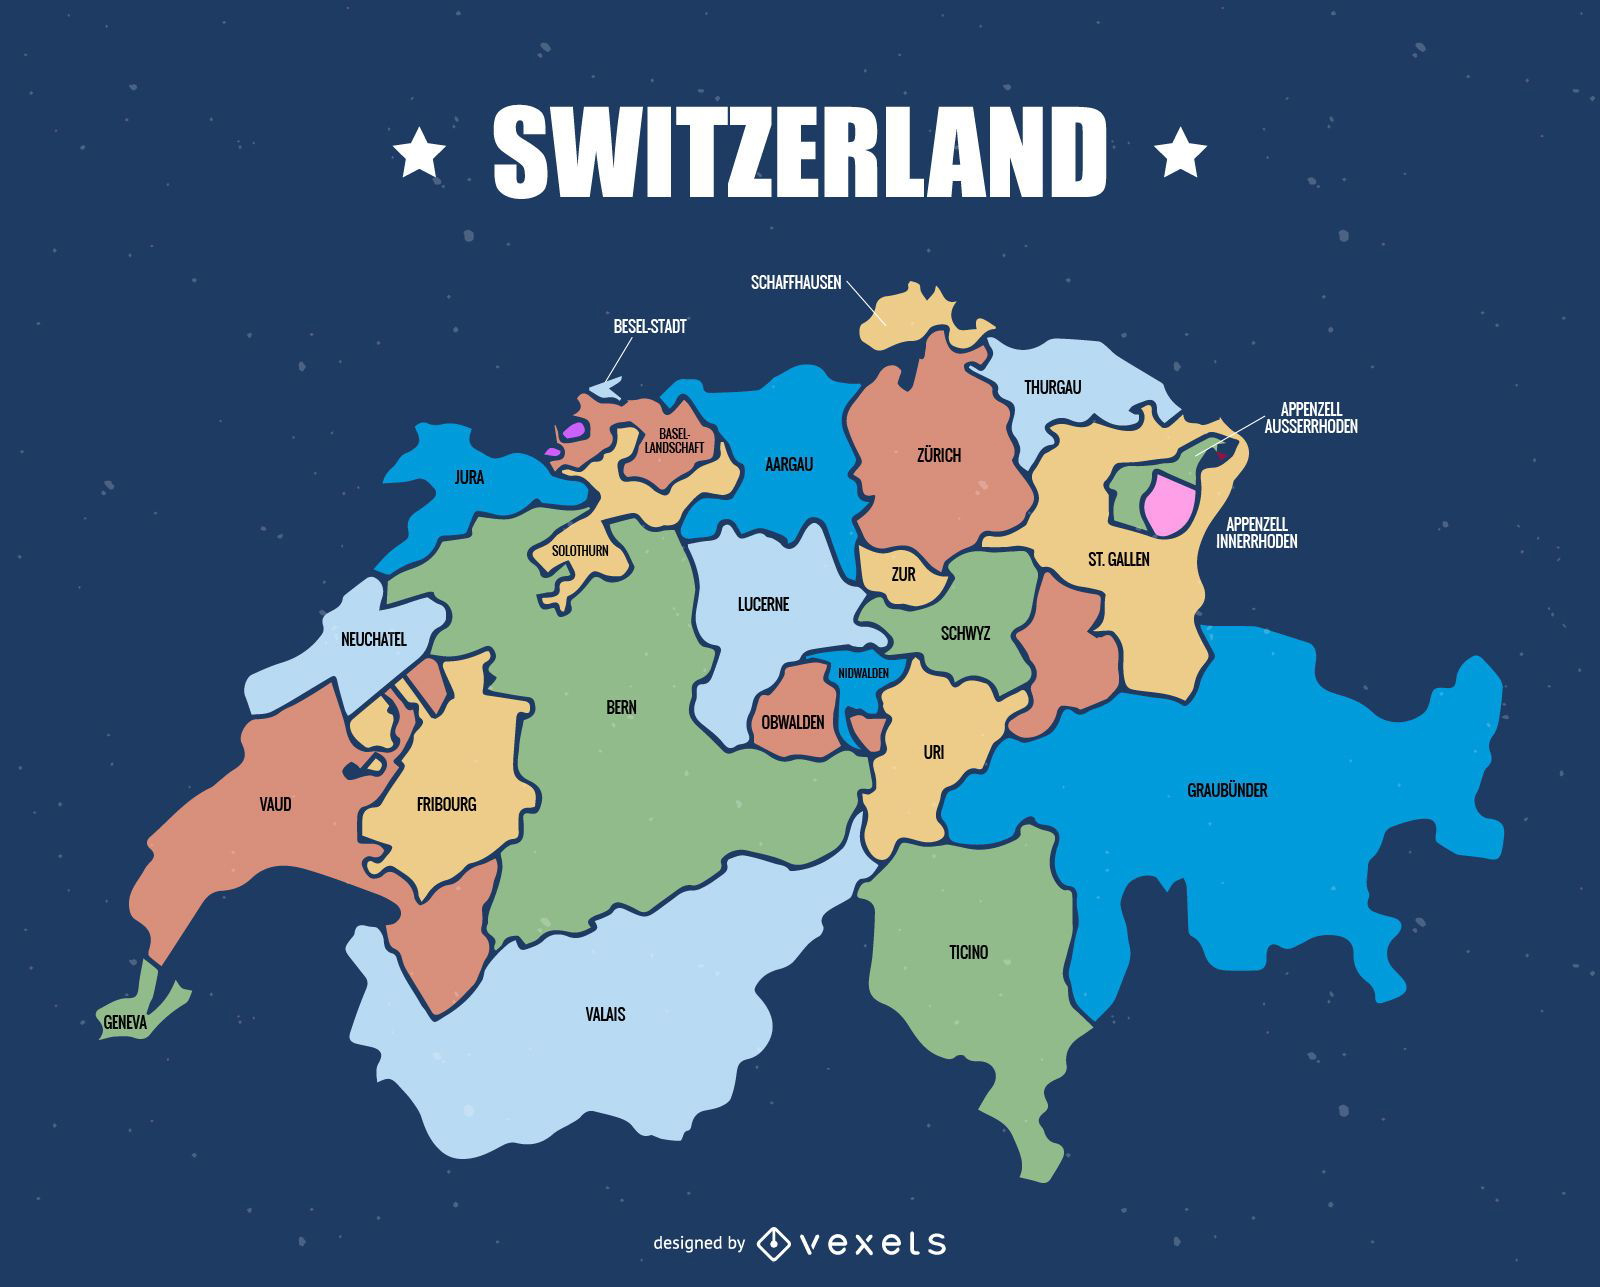 SWITZERLAND
SCHAFFHAUSEN
BESEL-STADT
THURGAU
APPENZELL
AUSSERRHODEN
BASEL-
LANDSCHAFT
ZÜRICH
AARGAU
JURA
APPENZELL
INNERRHODEN
SOLOTHURN
ST. GALLEN
ZUR
LUCERNE
SCHWYZ
NEUCHATEL
NIDWALDEN
BERN
OBWALDEN
URI
GRAUBÜNDER
VAUD
FRIBOURG
TICINO
VALAIS
GENEVA
designed by vexels